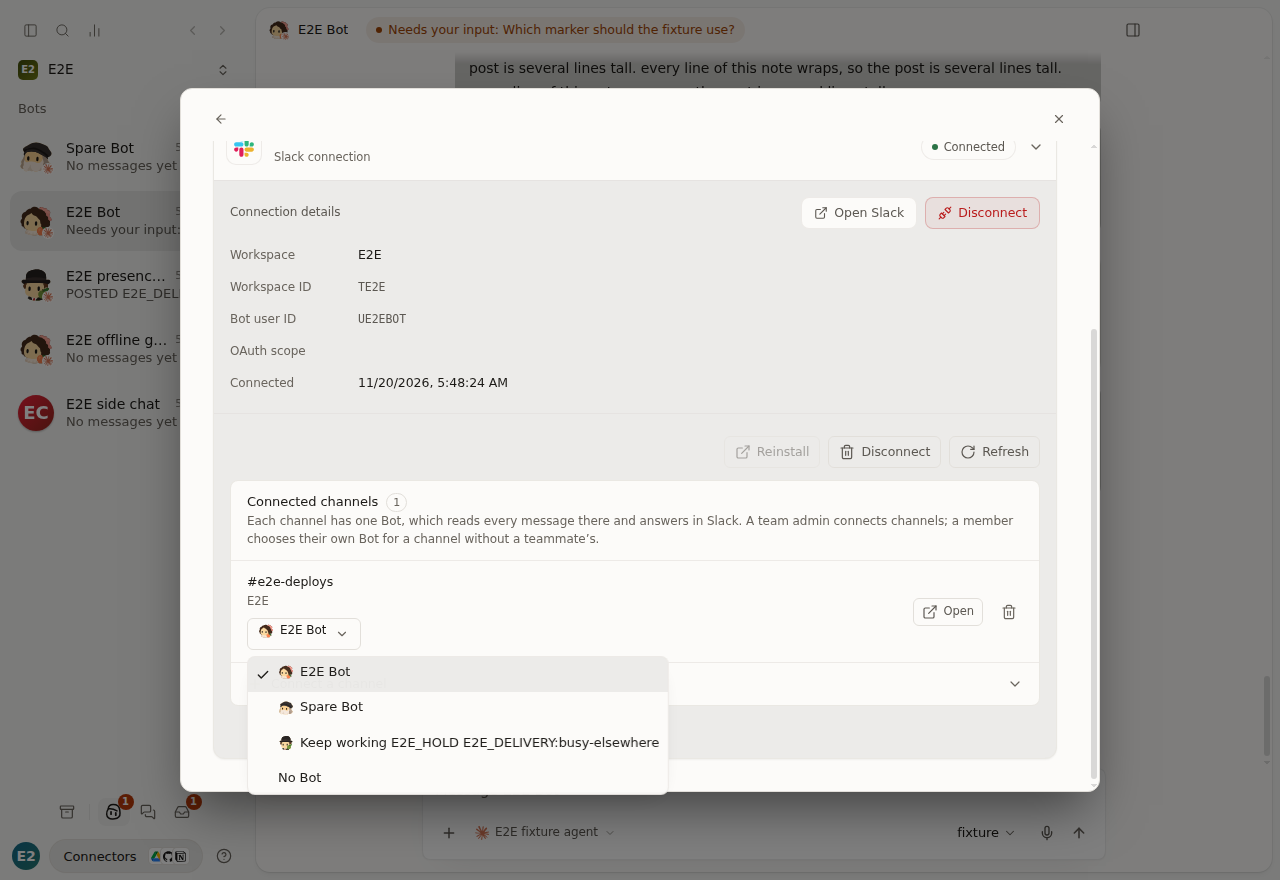 E2E Bot
Needs your input: Which marker should the fixture use?
E2 E2E
post is several lines tall. every line of this note wraps, so the post is several lines tall.
Bots
Spare Bot
No messages yet
E2E Bot
Needs your input:
E2E presenc…
POSTED E2E_DEL
E2E offline g…
No messages yet
EC
E2E side chat
No messages yet
Slack connection
Connected
Connection details
Open Slack
Disconnect
Workspace E2E
Workspace ID TE2E
Bot user ID UE2EBOT
OAuth scope
Connected 11/20/2026, 5:48:24 AM
Reinstall
Disconnect
Refresh
Connected channels 1
Each channel has one Bot, which reads every message there and answers in Slack. A team admin connects channels; a member
chooses their own Bot for a channel without a teammate’s.
#e2e-deploys
E2E
Open
E2E Bot
E2E Bot
Spare Bot
Keep working E2E_HOLD E2E_DELIVERY:busy-elsewhere
No Bot
1
1
E2E fixture agent
fixture
E2 Connectors